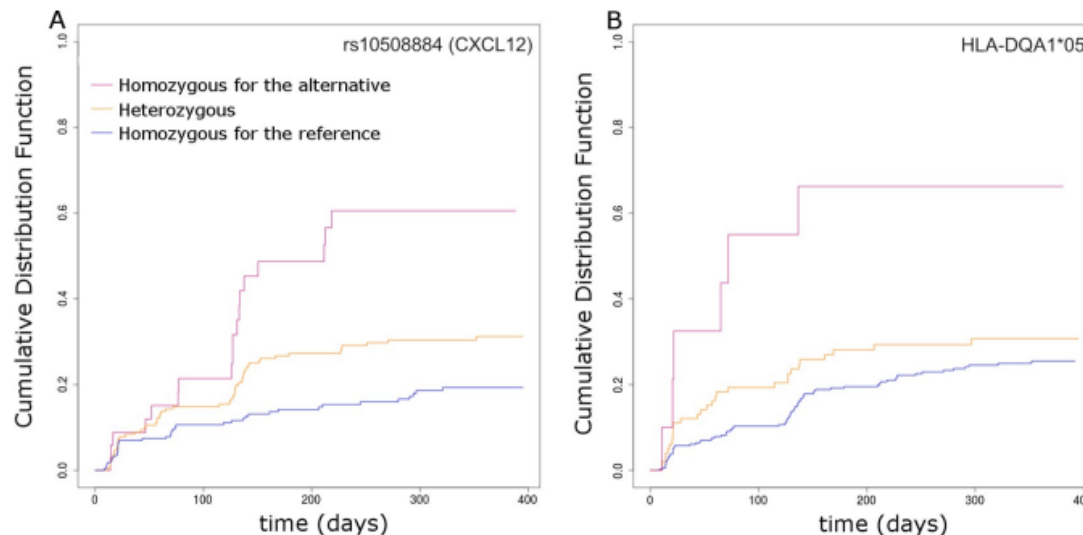 A
rs10508884 (CXCL12)
Homozygous for the alternative
Heterozygous
Homozygous for the reference
Cumulative Distribution Function
1.0
0.8
0.6
0.4
0.2
0.0
0 100 200 300 400
time (days)
B
HLA-DQA1*05
Cumulative Distribution Function
1.0
0.8
0.6
0.4
0.2
0.0
0 100 200 300 400
time (days)